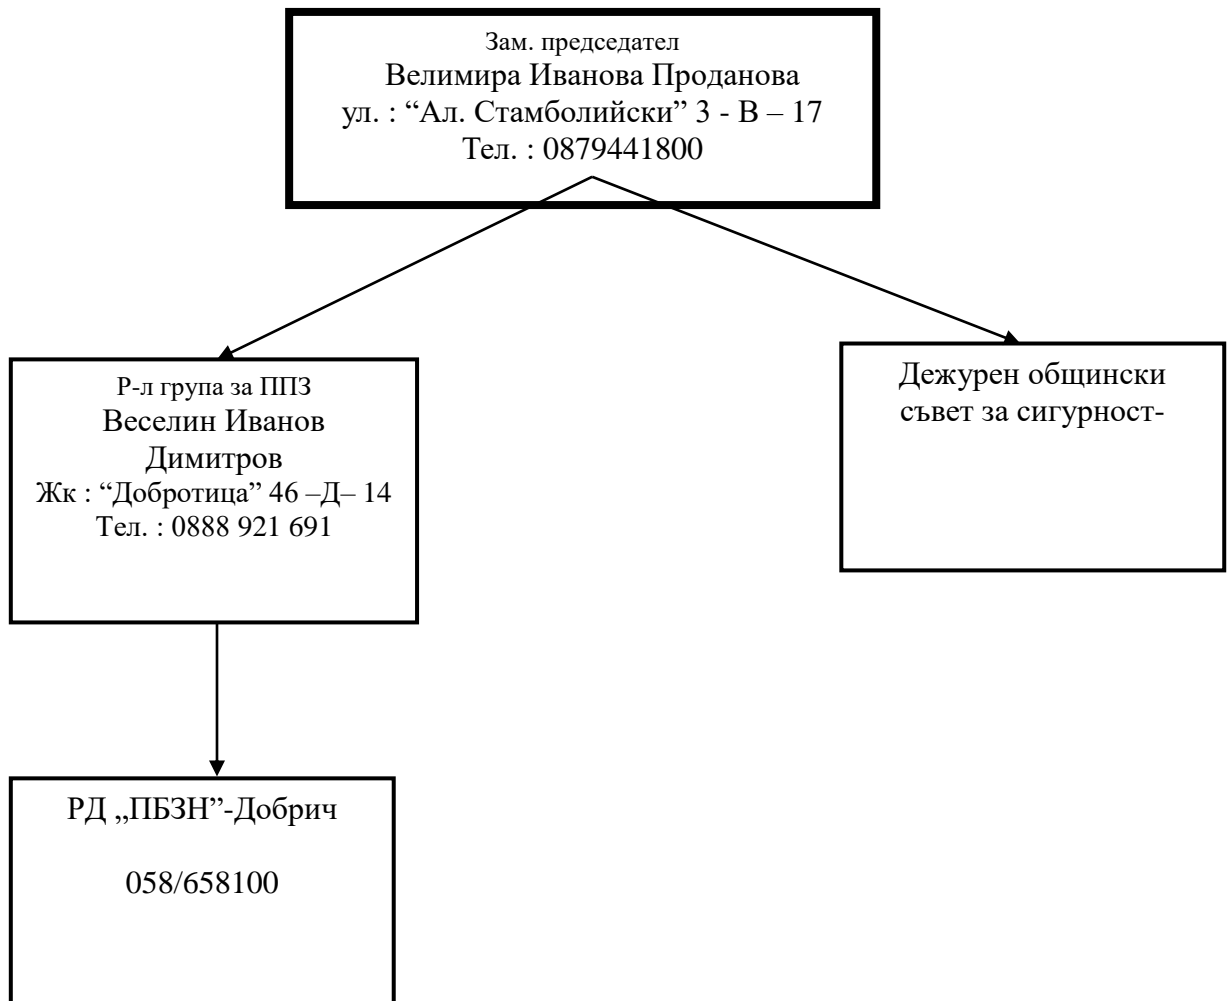 Зам. председател
Велимира Иванова Проданова
ул. : “Ал. Стамболийски” 3 - В – 17
Тел. : 0879441800
Р-л група за ППЗ
Веселин Иванов
Димитров
Жк : “Добротица” 46 –Д– 14
Тел. : 0888 921 691
Дежурен общински
съвет за сигурност-
РД „ПБЗН”-Добрич
058/658100